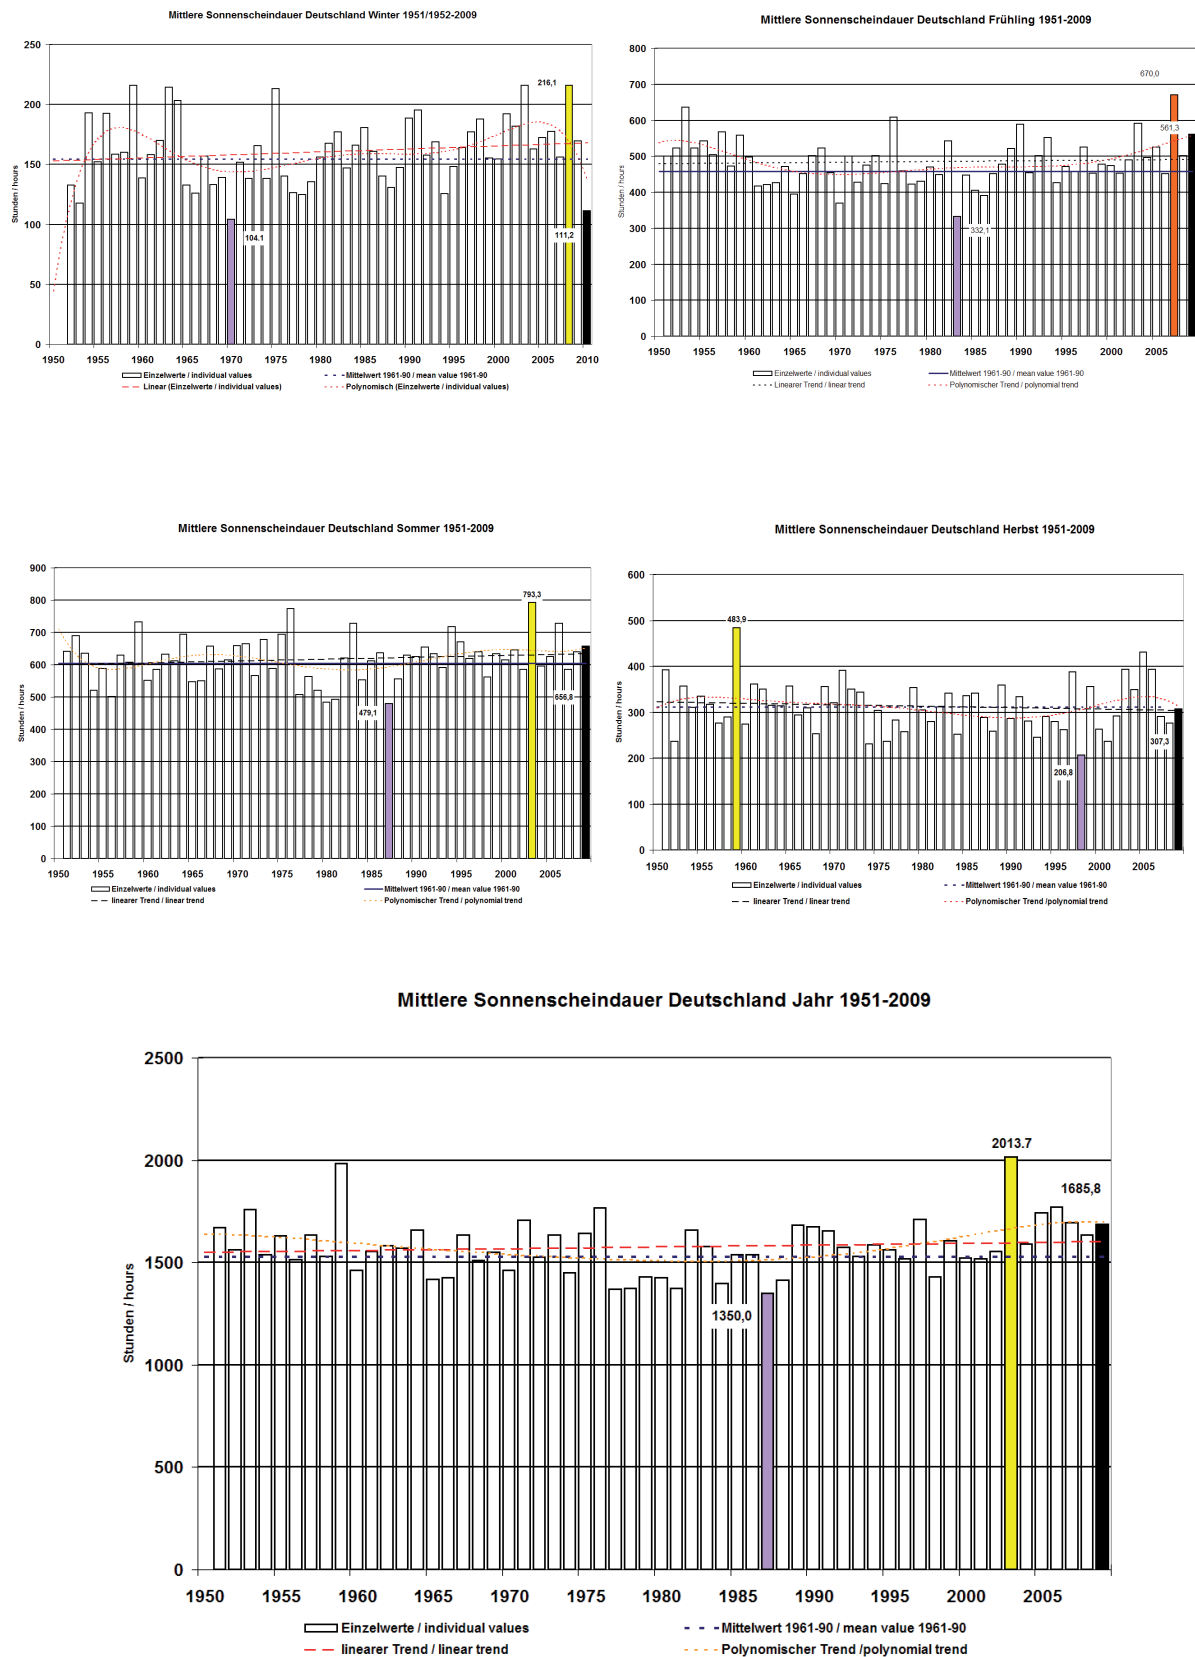 Mittlere Sonnenscheindauer Deutschland Winter 1951/1952-2009
250
200
150
100
50
0
Stunden / hours
216,1
104,1
111,2
1950 1955 1960 1965 1970 1975 1980 1985 1990 1995 2000 2005 2010
Einzelwerte / individual values
Mittelwert 1961-90 / mean value 1961-90
Linear (Einzelwerte / individual values)
Polynomisch (Einzelwerte / individual values)
Mittlere Sonnenscheindauer Deutschland Frühling 1951-2009
800
700
600
500
400
300
200
100
0
Stunden / hours
670,0
561,3
332,1
1950 1955 1960 1965 1970 1975 1980 1985 1990 1995 2000 2005
Einzelwerte / individual values
Mittelwert 1961-90 / mean value 1961-90
Linearer Trend / linear trend
Polynomischer Trend / polynomial trend
Mittlere Sonnenscheindauer Deutschland Sommer 1951-2009
900
800
700
600
500
400
300
200
100
0
Stunden / hours
793,3
479,1
656,8
1950 1955 1960 1965 1970 1975 1980 1985 1990 1995 2000 2005
Einzelwerte / individual values
Mittelwert 1961-90 / mean value 1961-90
linearer Trend / linear trend
Polynomischer Trend / polynomial trend
Mittlere Sonnenscheindauer Deutschland Herbst 1951-2009
600
500
400
300
200
100
0
Stunden / hours
483,9
206,8
307,3
1950 1955 1960 1965 1970 1975 1980 1985 1990 1995 2000 2005
Einzelwerte / individual values
Mittelwert 1961-90 / mean value 1961-90
linearer Trend / linear trend
Polynomischer Trend /polynomial trend
Mittlere Sonnenscheindauer Deutschland Jahr 1951-2009
2500
2000
1500
1000
500
0
Stunden / hours
2013.7
1685,8
1350,0
1950 1955 1960 1965 1970 1975 1980 1985 1990 1995 2000 2005
Einzelwerte / individual values
Mittelwert 1961-90 / mean value 1961-90
linearer Trend / linear trend
Polynomischer Trend /polynomial trend